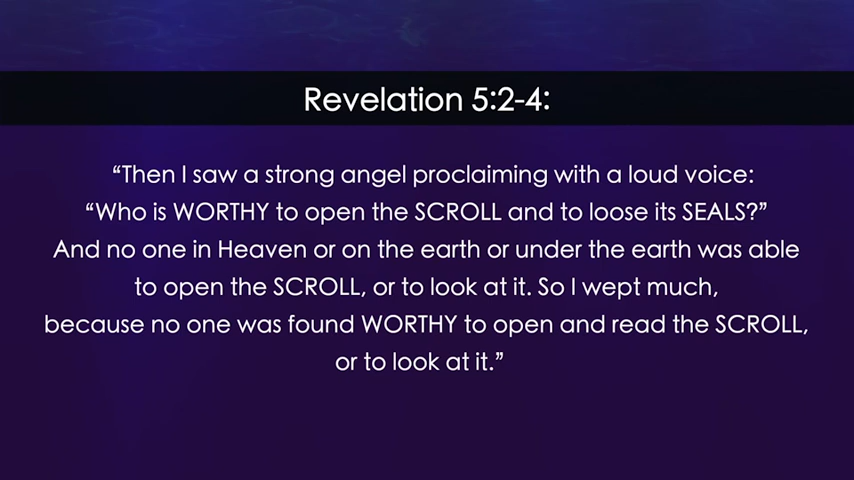 Revelation 5:2-4:
“Then I saw a strong angel proclaiming with a loud voice:
“Who is WORTHY to open the SCROLL and to loose its SEALS?”
And no one in Heaven or on the earth or under the earth was able
to open the SCROLL, or to look at it. So I wept much,
because no one was found WORTHY to open and read the SCROLL,
or to look at it.”